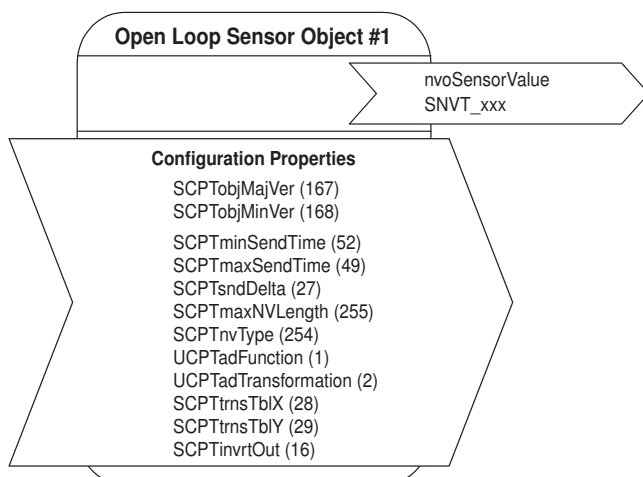 Open Loop Sensor Object #1
nvoSensorValue
SNVT_xxx
Configuration Properties
SCPTobjMajVer (167)
SCPTobjMinVer (168)
SCPTminSendTime (52)
SCPTmaxSendTime (49)
SCPTsndDelta (27)
SCPTmaxNVLength (255)
SCPTnvType (254)
UCPTadFunction (1)
UCPTadTransformation (2)
SCPTtrnsTblX (28)
SCPTtrnsTblY (29)
SCPTinvrtOut (16)